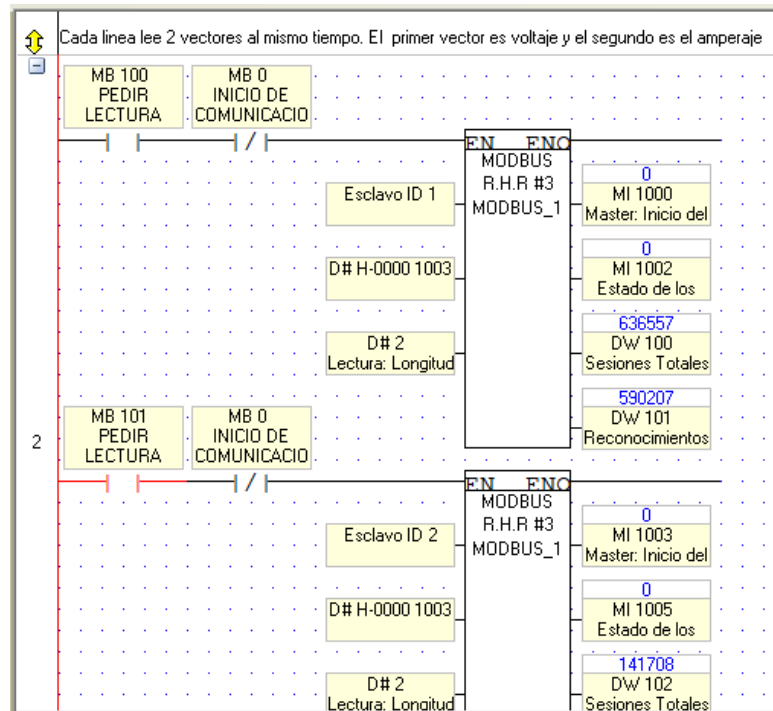 Cada linea lee 2 vectores al mismo tiempo. El primer vector es voltaje y el segundo es el amperaje
MB 100
PEDIR
LECTURA
MB 0
INICIO DE
COMUNICACIO
EN ENO
MODBUS
R.H.R #3
MODBUS_1
Esclavo ID 1
D# H-0000 1003
D# 2
Lectura: Longitud
0
MI 1000
Master: Inicio del
0
MI 1002
Estado de los
636557
DW 100
Sesiones Totales
590207
DW 101
Reconocimientos
2
MB 101
PEDIR
LECTURA
MB 0
INICIO DE
COMUNICACIO
EN ENO
MODBUS
R.H.R #3
MODBUS_1
Esclavo ID 2
D# H-0000 1003
D# 2
Lectura: Longitud
0
MI 1003
Master: Inicio del
0
MI 1005
Estado de los
141708
DW 102
Sesiones Totales